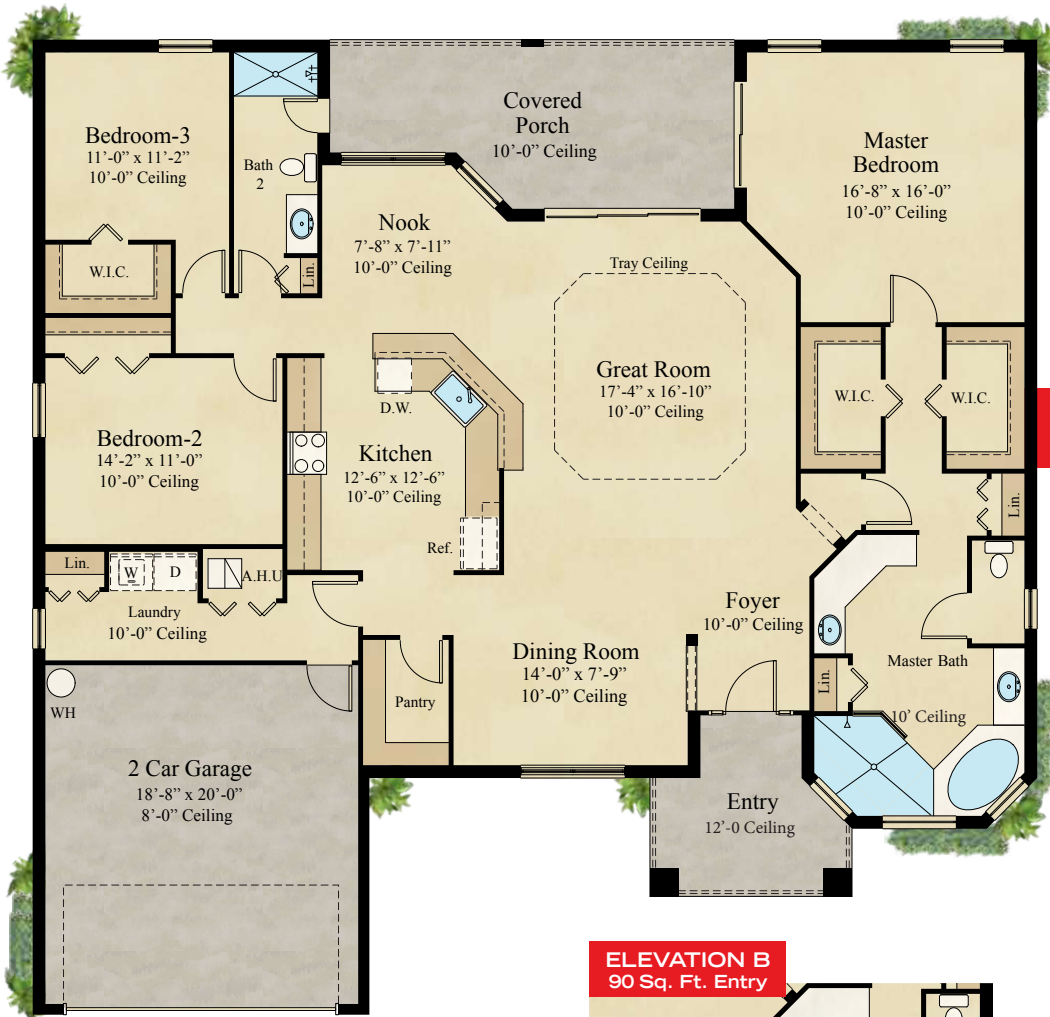 Covered
Porch
10’-0” Ceiling
Bedroom-3
11’-0” x 11’-2”
10’-0” Ceiling
Bath
2
Master
Bedroom
16’-8” x 16’-0”
10’-0” Ceiling
Nook
7’-8” x 7’-11”
10’-0” Ceiling
W.I.C.
Lin.
Tray Ceiling
Great Room
17’-4” x 16’-10”
10’-0” Ceiling
W.I.C.
W.I.C.
D.W.
Bedroom-2
14’-2” x 11’-0”
10’-0” Ceiling
Kitchen
12’-6” x 12’-6”
10’-0” Ceiling
Lin.
Ref.
Lin.
W
D
A.H.U
Laundry
10’-0” Ceiling
Foyer
10’-0” Ceiling
Dining Room
14’-0” x 7’-9”
10’-0” Ceiling
Master Bath
Lin.
10’ Ceiling
Pantry
WH
2 Car Garage
18’-8” x 20’-0”
8’-0” Ceiling
Entry
12’-0 Ceiling
ELEVATION B
90 Sq. Ft. Entry